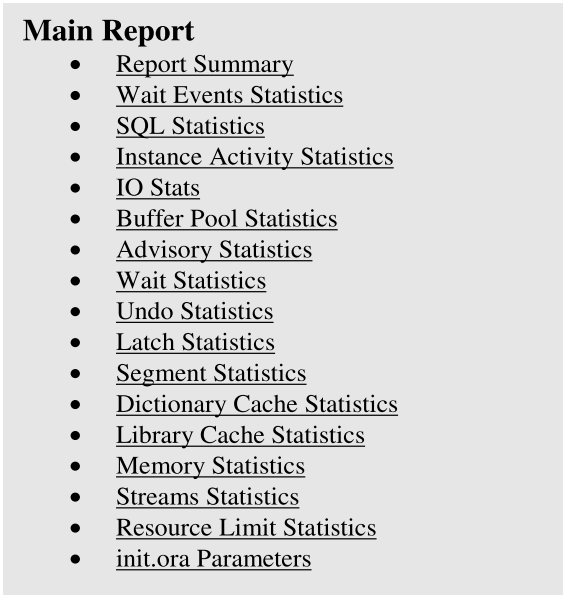 Main Report
• Report Summary
• Wait Events Statistics
• SQL Statistics
• Instance Activity Statistics
• IO Stats
• Buffer Pool Statistics
• Advisory Statistics
• Wait Statistics
• Undo Statistics
• Latch Statistics
• Segment Statistics
• Dictionary Cache Statistics
• Library Cache Statistics
• Memory Statistics
• Streams Statistics
• Resource Limit Statistics
• init.ora Parameters